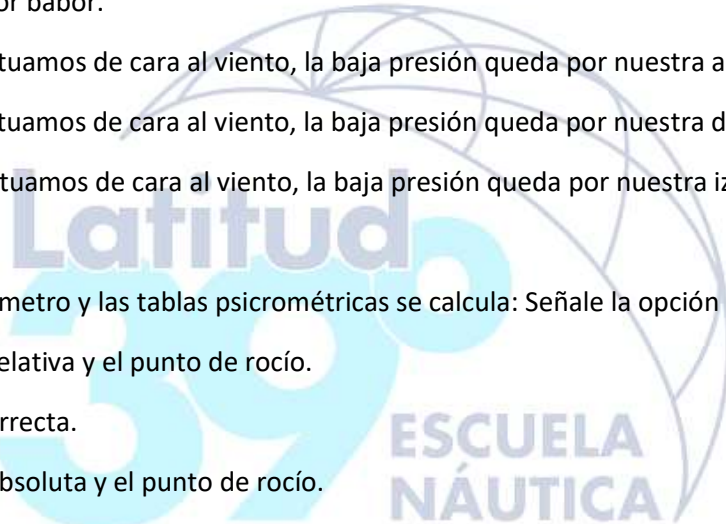 or babor.
tuamos de cara al viento, la baja presión queda por nuestra a
tuamos de cara al viento, la baja presión queda por nuestra d
tuamos de cara al viento, la baja presión queda por nuestra iz
Latitud
39º
metro y las tablas psicrométricas se calcula: Señale la opción
elativa y el punto de rocío.
rrecta.
ESCUELA
bsoluta y el punto de rocío.
NÁUTICA